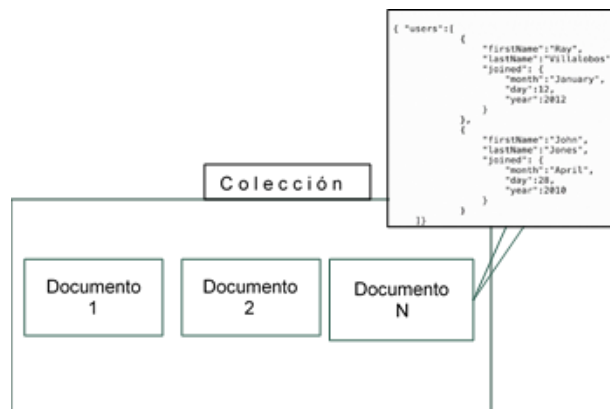 { "users":[
{
"firstName":"Ray",
"lastName":"Villalobos"
"joined": {
"month":"January",
"day":12,
"year":2012
}
},
{
"firstName":"John",
"lastName":"Jones",
"joined": {
"month":"April",
"day":28,
"year":2010
}
}
]}
Colección
Documento
1
Documento
2
Documento
N